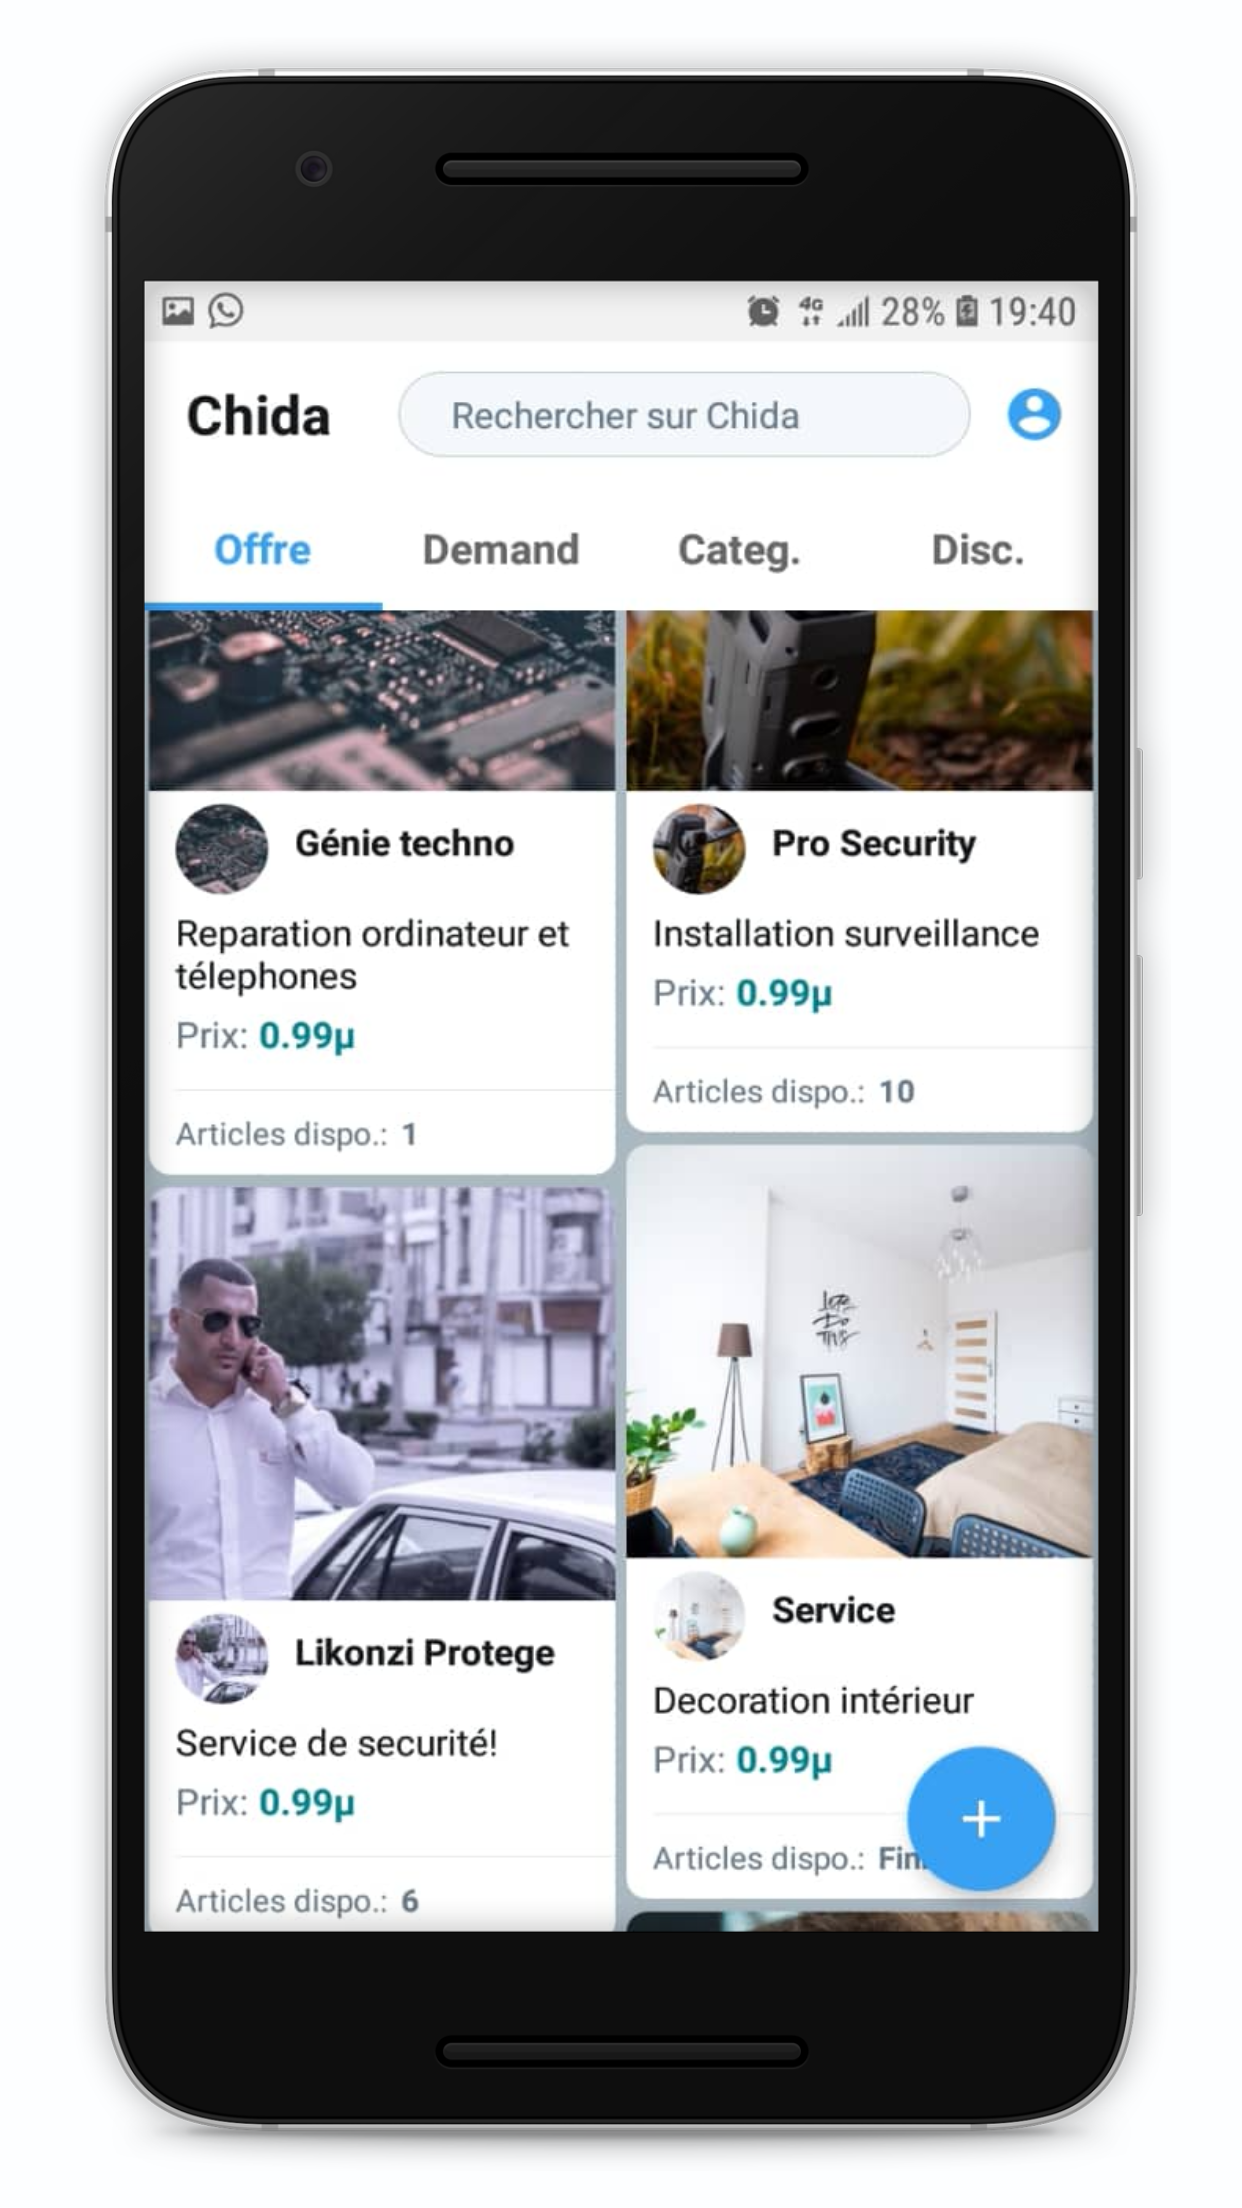 4G 28% 19:40
Chida
Rechercher sur Chida
Offre
Demand
Categ.
Disc.
Génie techno
Reparation ordinateur et
télephones
Prix: 0.99µ
Articles dispo.: 1
Pro Security
Installation surveillance
Prix: 0.99µ
Articles dispo.: 10
Likonzi Protege
Service de securité!
Prix: 0.99µ
Articles dispo.: 6
Service
Decoration intérieur
Prix: 0.99µ
Articles dispo.: